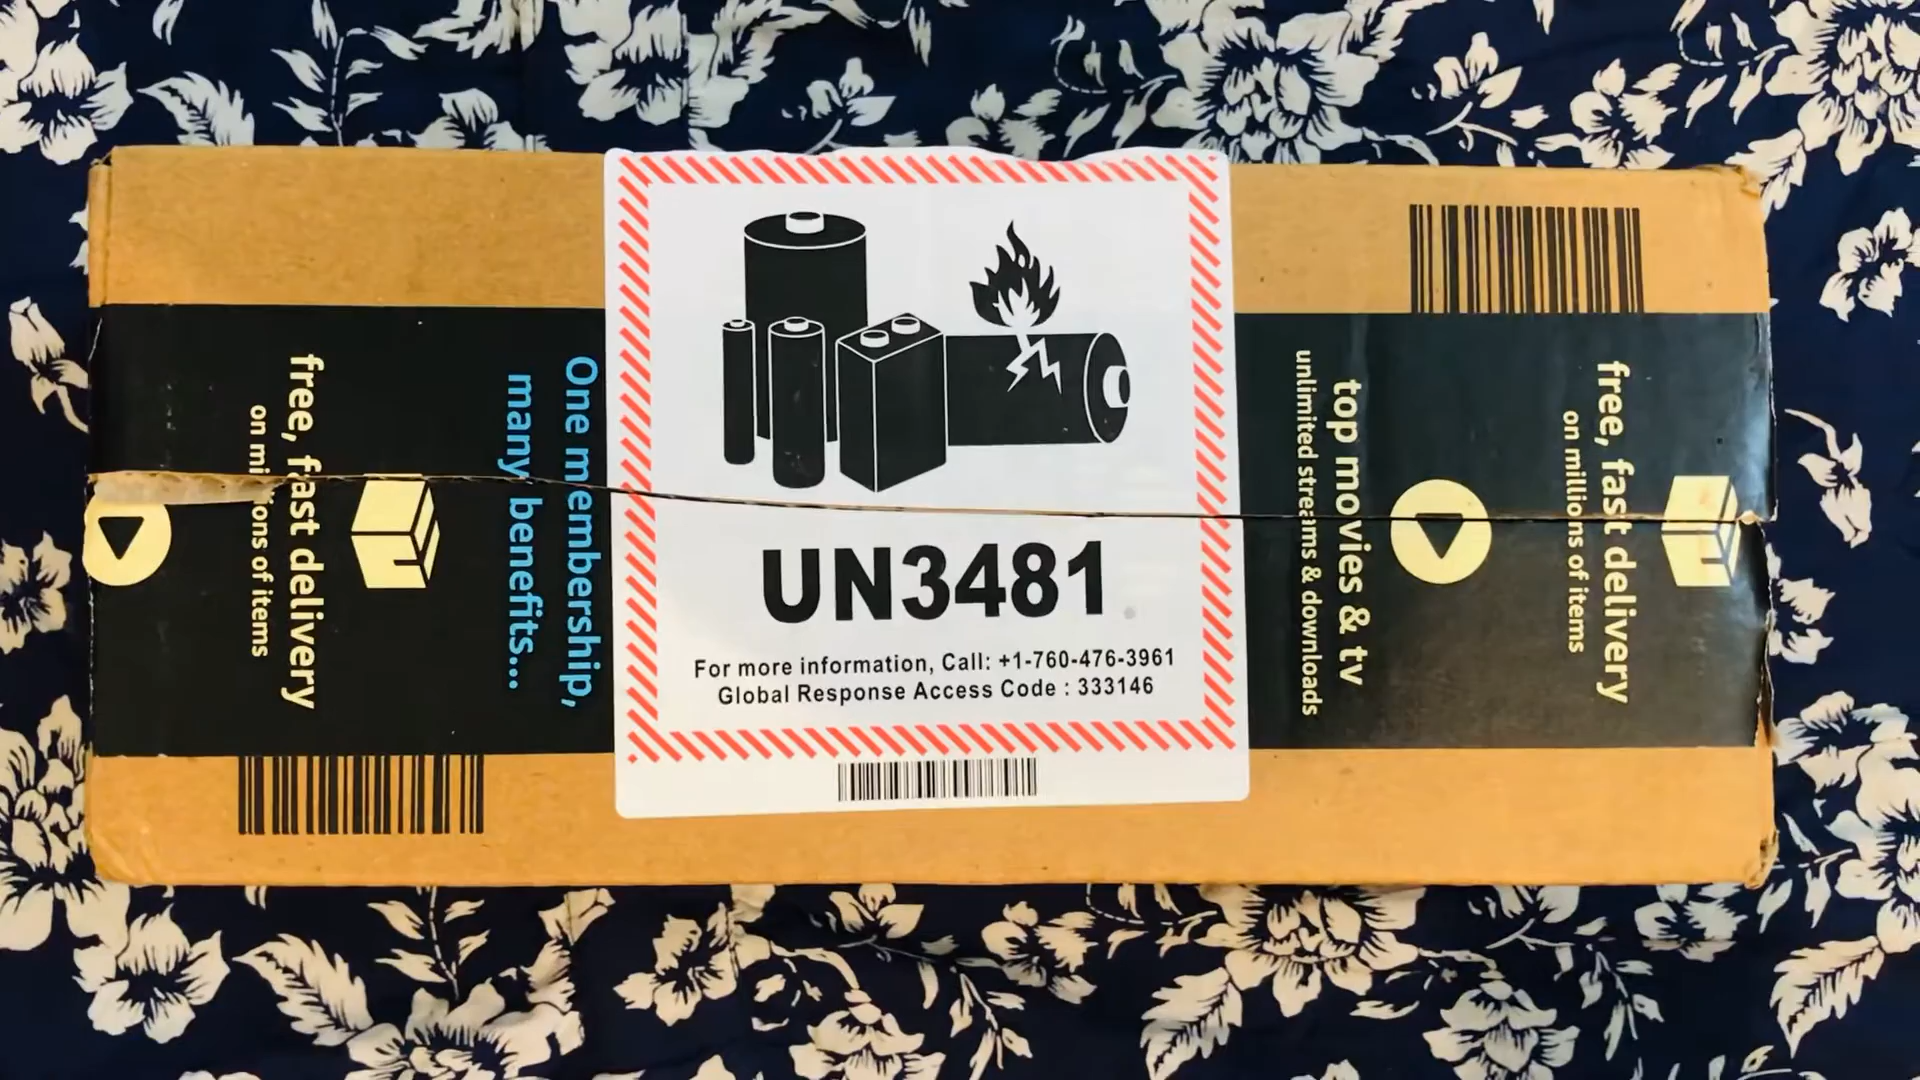 free, fast delivery
on millions of items
One membership,
many benefits...
UN3481
For more information, Call: +1-760-476-3961
Global Response Access Code : 333146
top movies & tv
unlimited streams & downloads
free, fast delivery
on millions of items